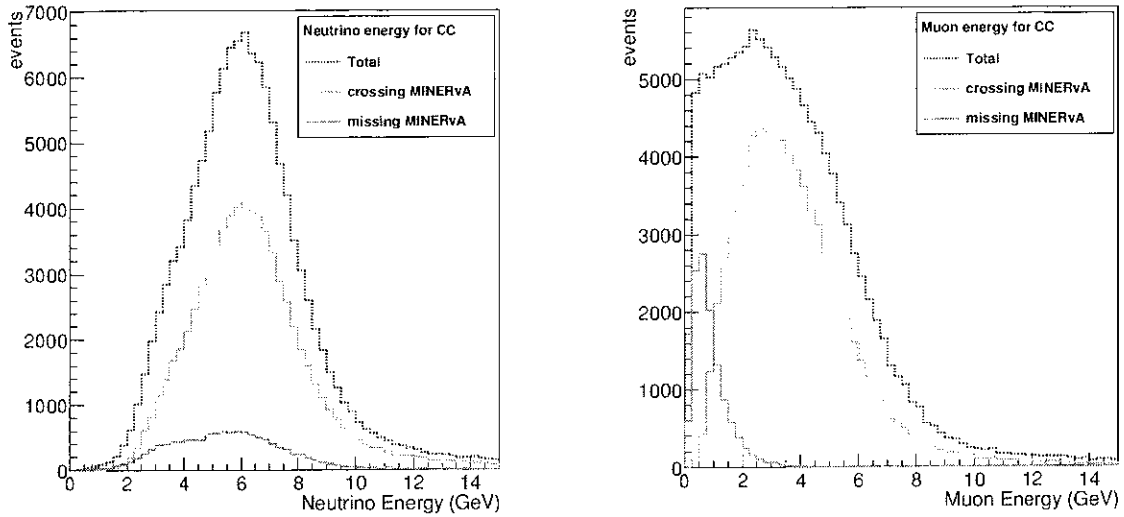 events
7000
6000
5000
4000
3000
2000
1000
0
Neutrino energy for CC
Total
crossing MINERvA
missing MINERvA
0 2 4 6 8 10 12 14
Neutrino Energy (GeV)
events
5000
4000
3000
2000
1000
0
Muon energy for CC
Total
crossing MINERvA
missing MINERvA
0 2 4 6 8 10 12 14
Muon Energy (GeV)